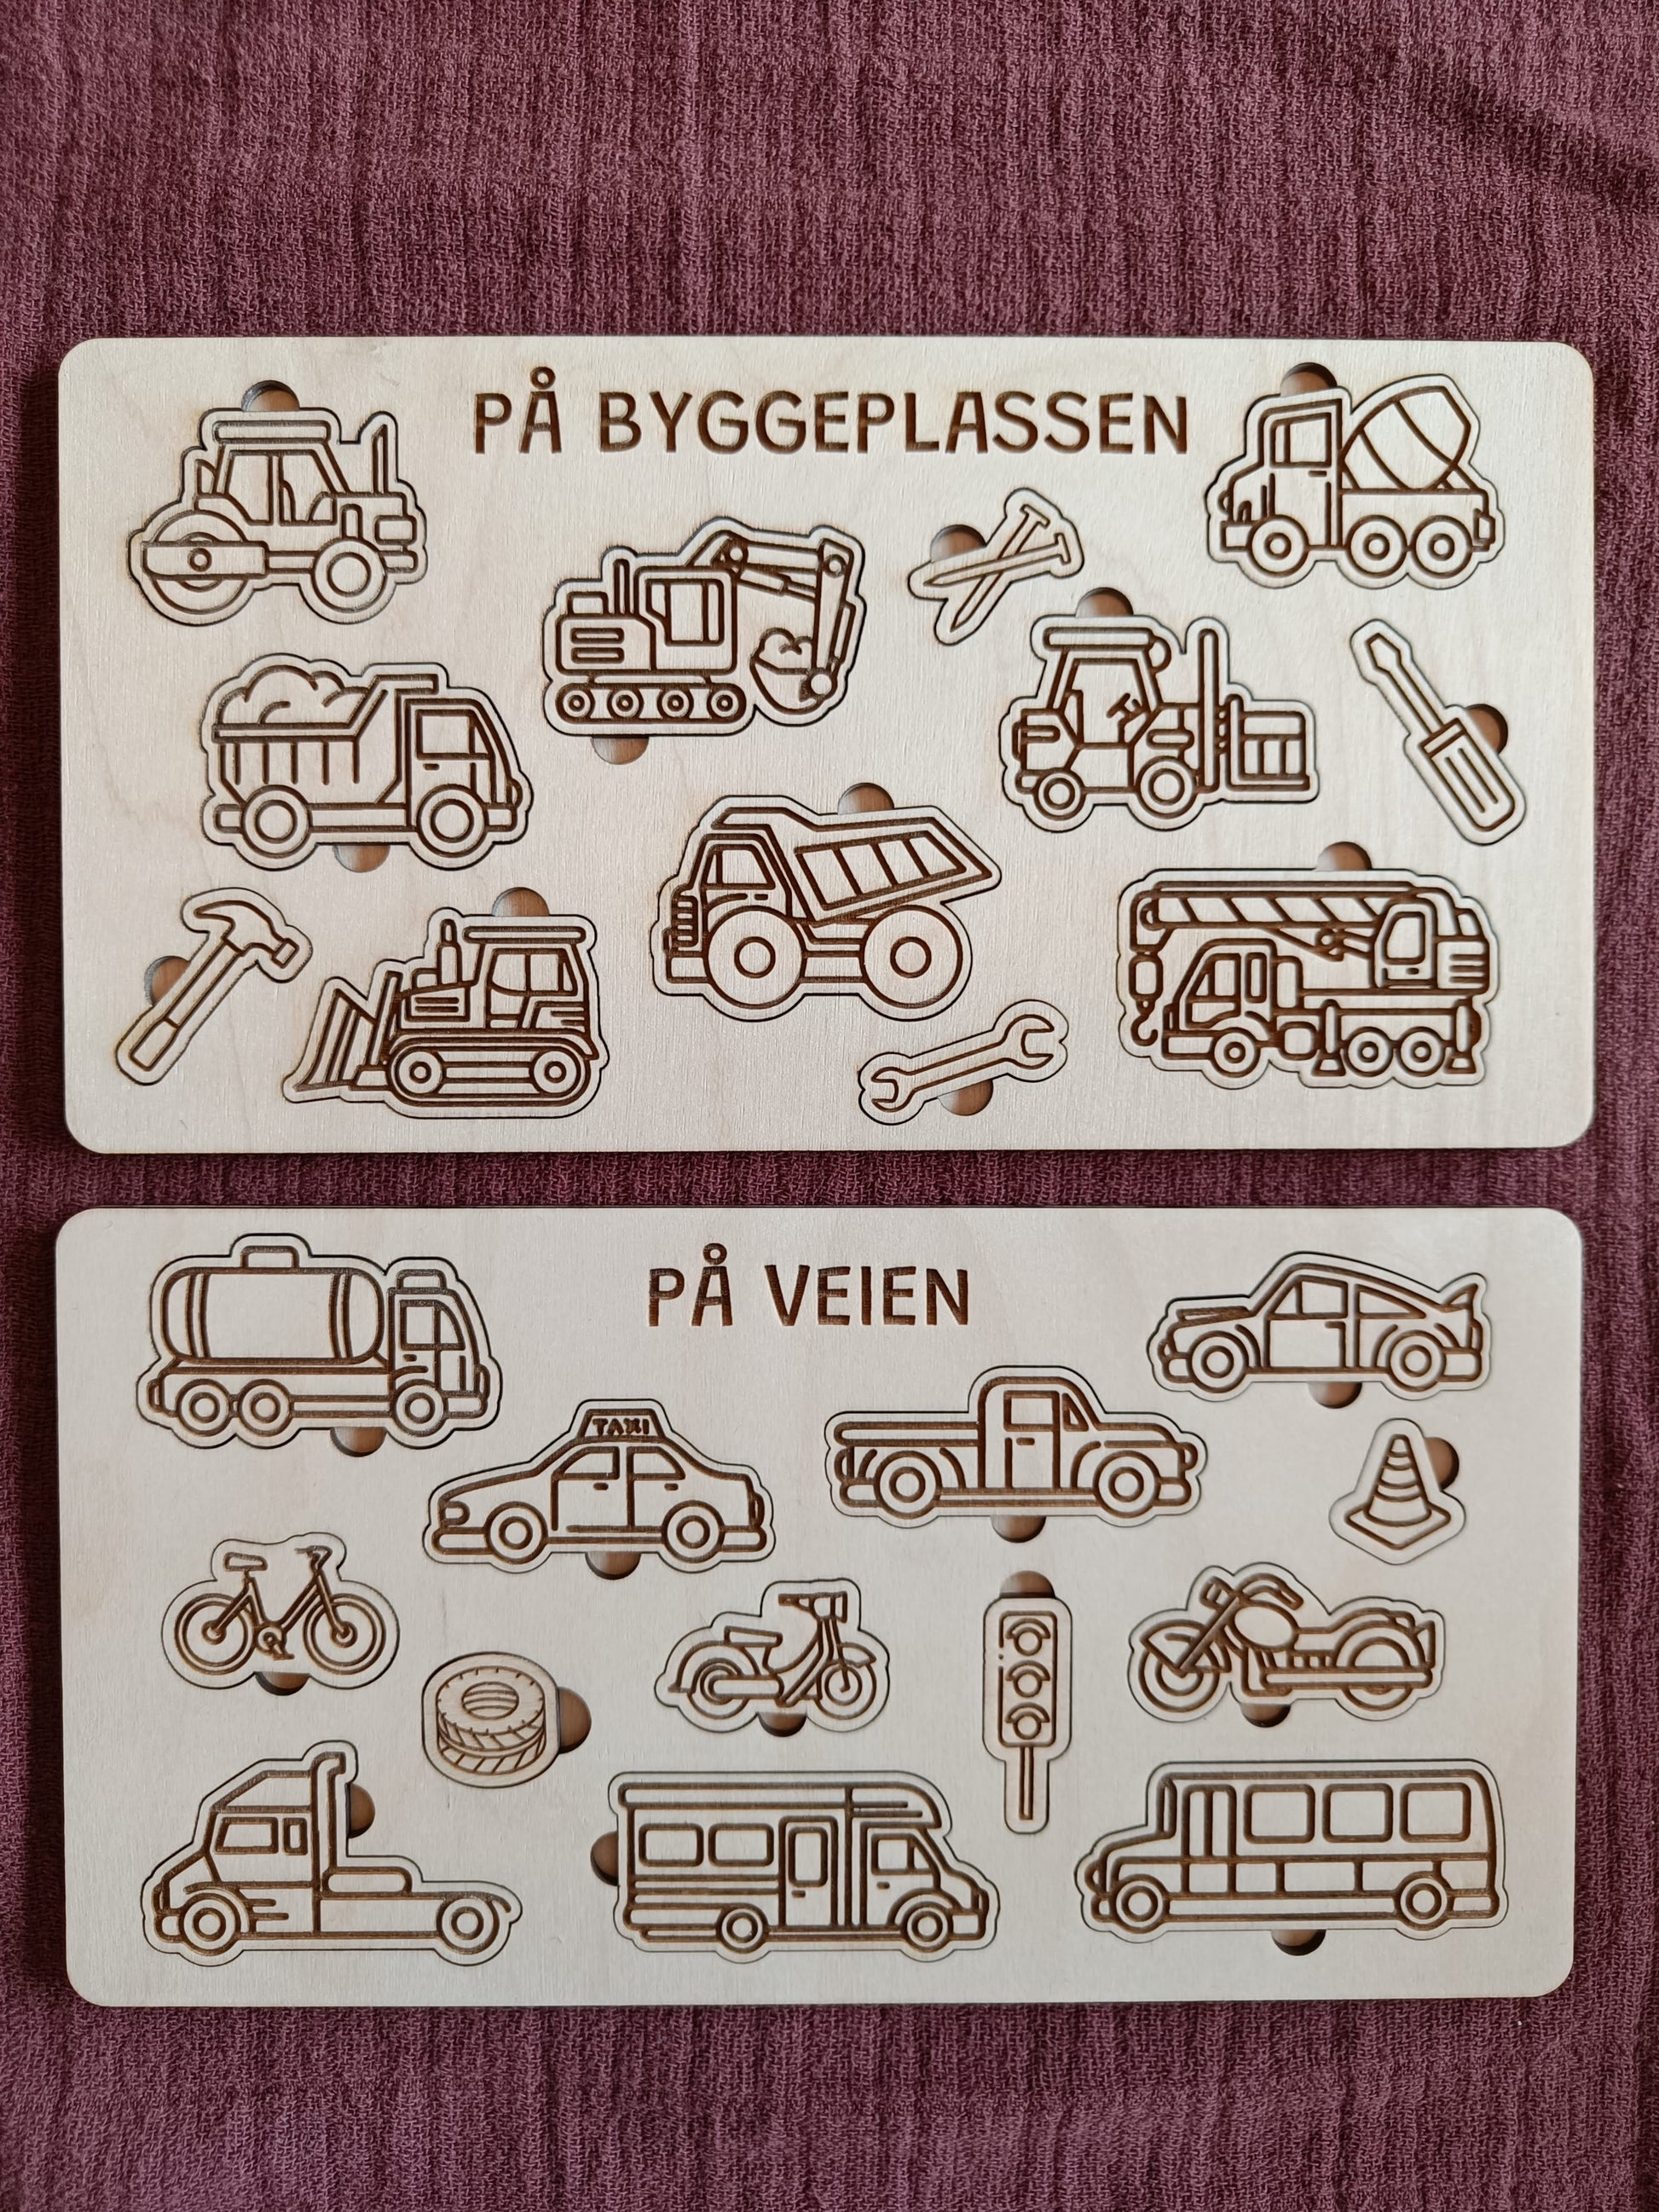 PÅ BYGGEPLASSEN
PÅ VEIEN
TAXI